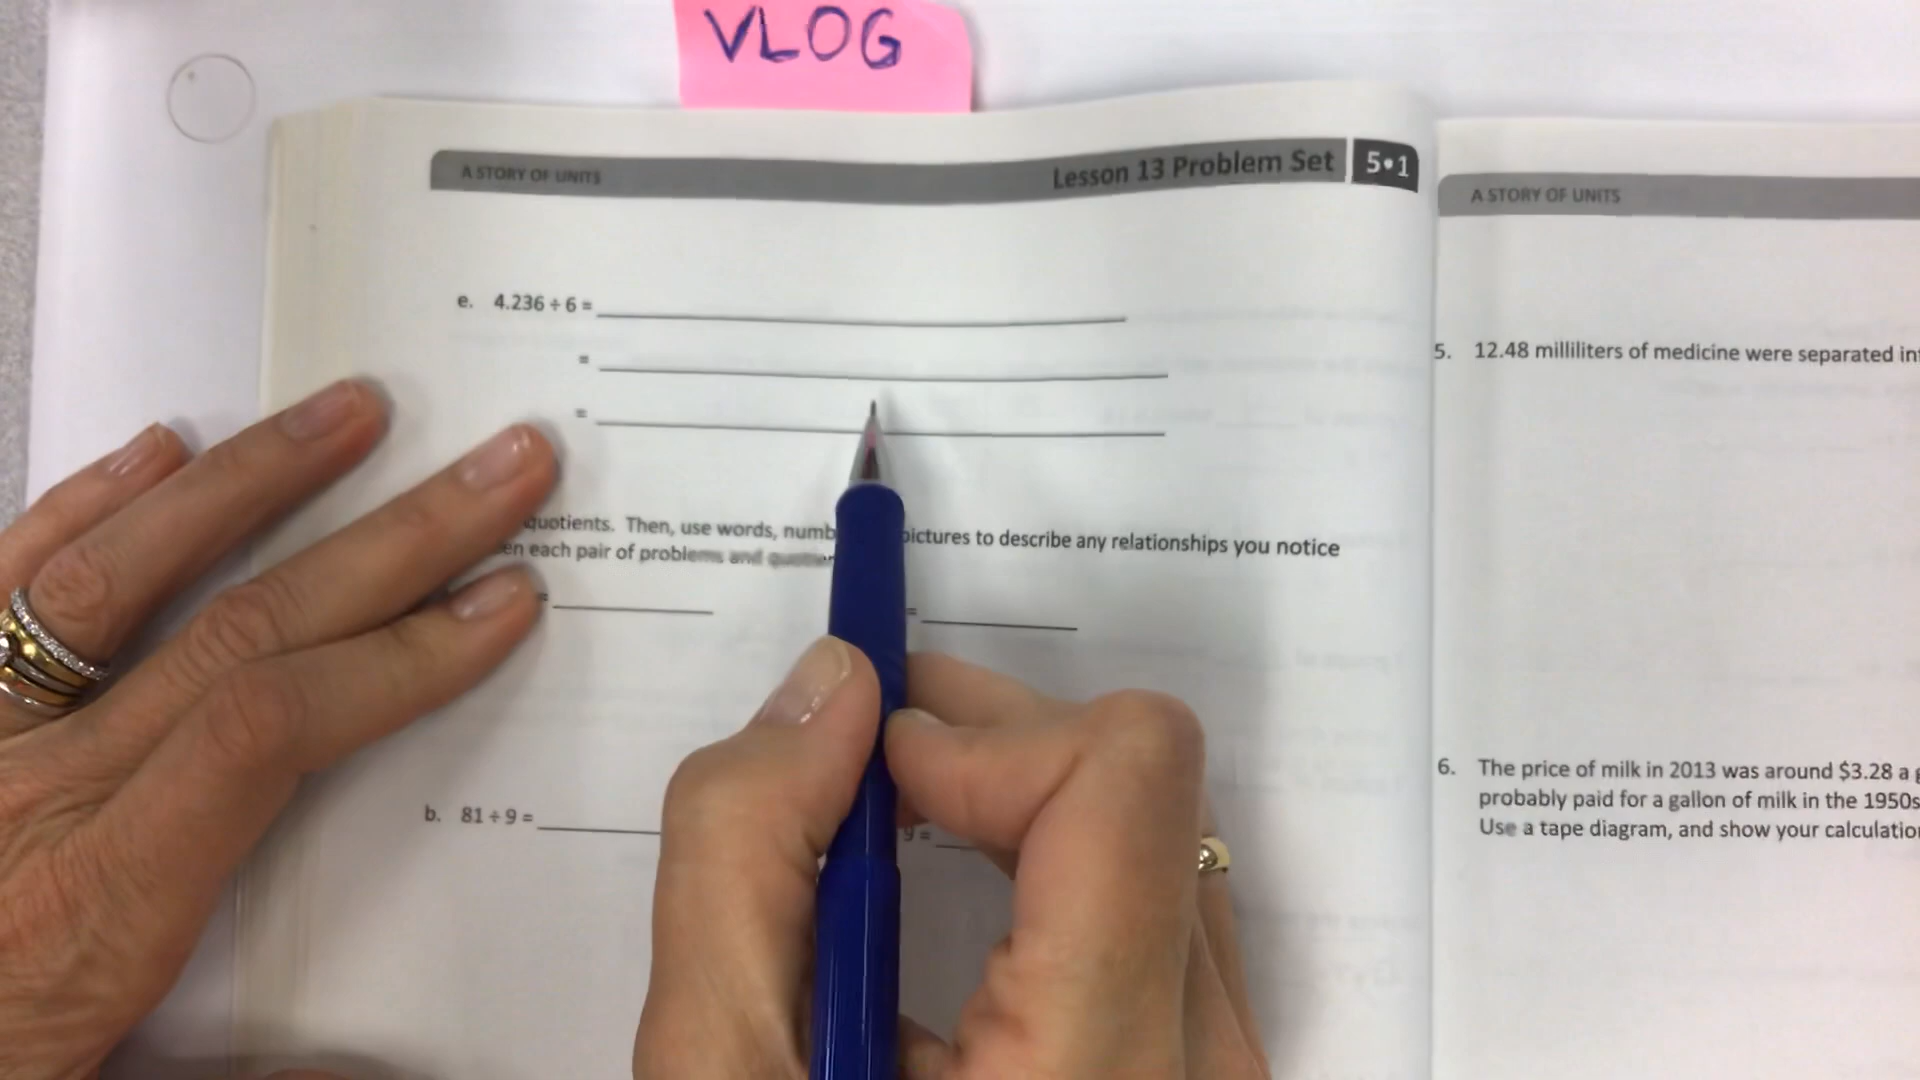 VLOG
A STORY OF UNITS
Lesson 13 Problem Set 5•1
e. 4.236 ÷ 6 =
=
=
quotients. Then, use words, numb pictures to describe any relationships you notice
en each pair of problems and
= =
b. 81 ÷ 9 = 9 =
A STORY OF UNITS
5. 12.48 milliliters of medicine were separated in
6. The price of milk in 2013 was around $3.28 a
probably paid for a gallon of milk in the 1950s
Use a tape diagram, and show your calculatio